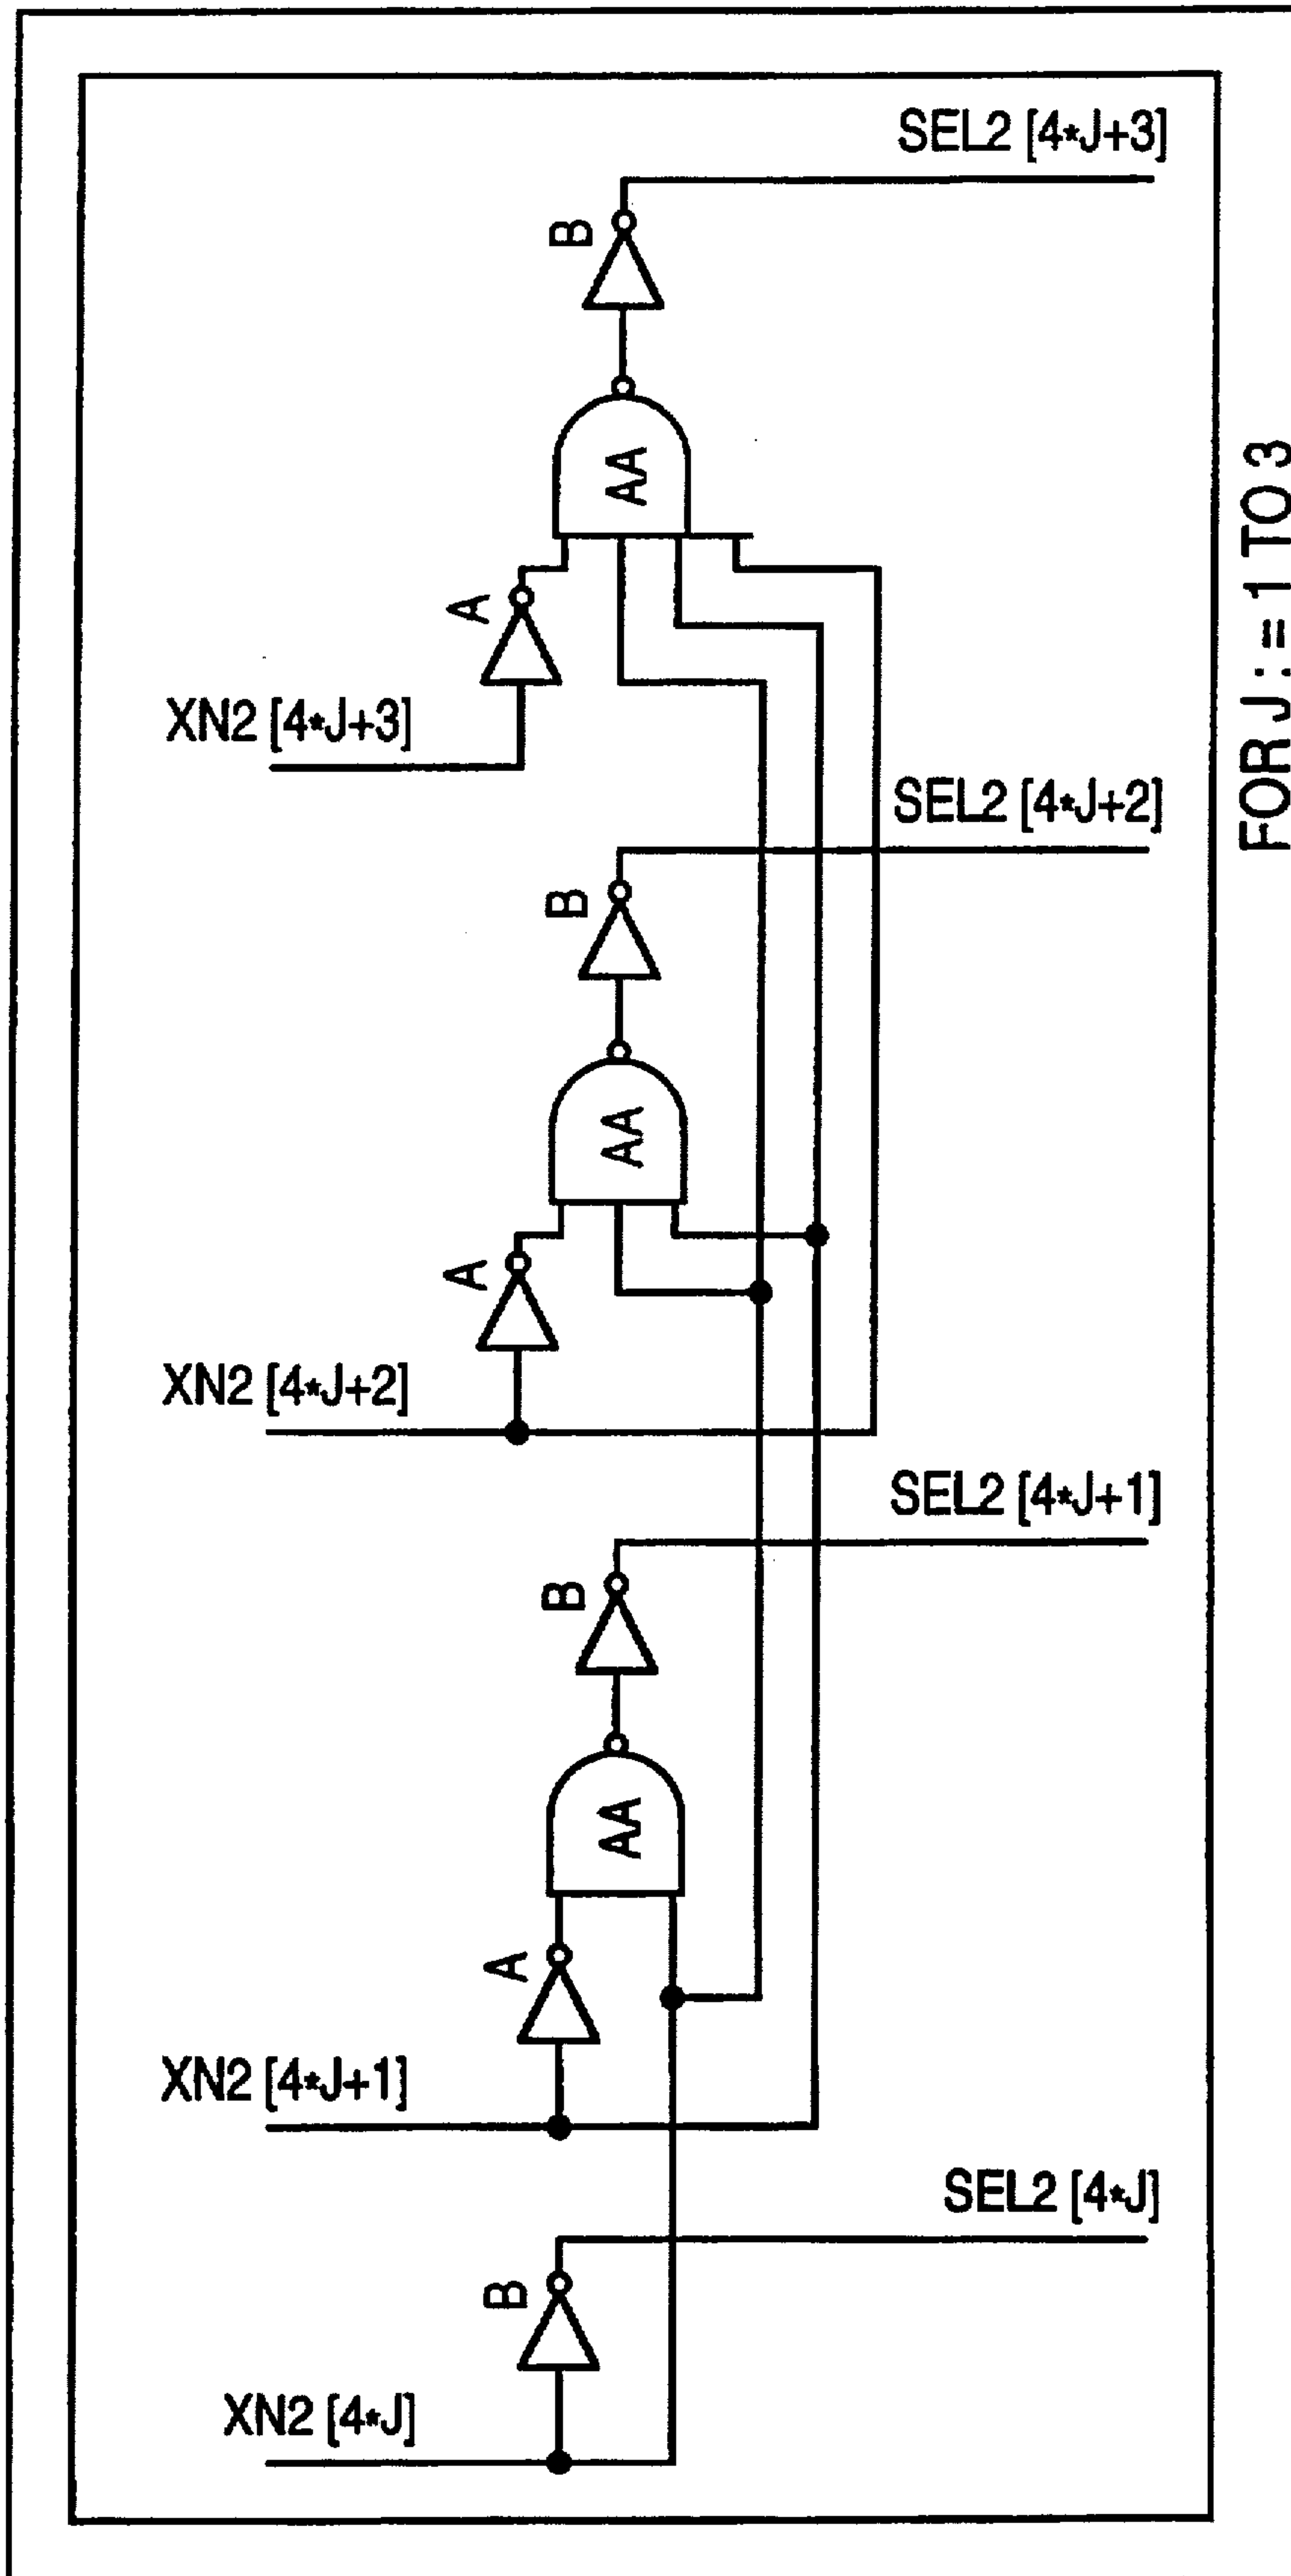 SEL2 [4*J+3]
B
AA
A
XN2 [4*J+3]
SEL2 [4*J+2]
B
AA
A
XN2 [4*J+2]
SEL2 [4*J+1]
B
AA
A
XN2 [4*J+1]
SEL2 [4*J]
B
XN2 [4*J]
FOR J : = 1 TO 3